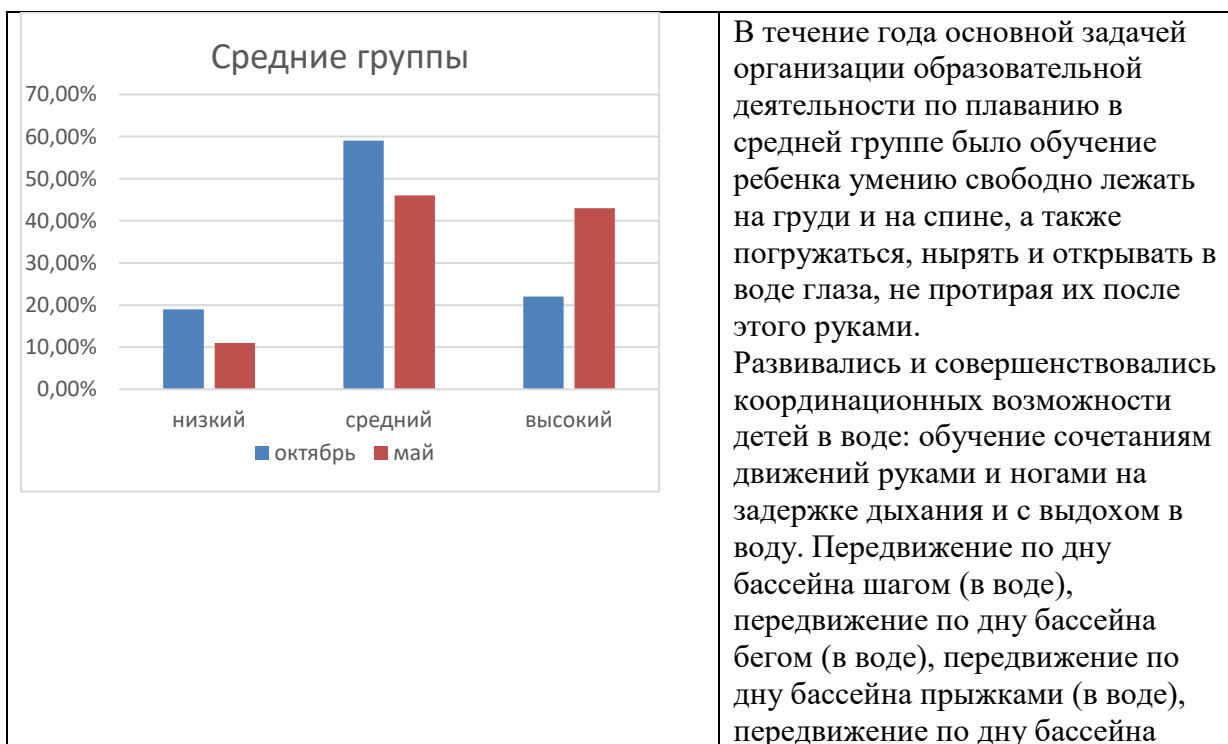 Средние группы
70,00%
60,00%
50,00%
40,00%
30,00%
20,00%
10,00%
0,00%
низкий средний высокий
октябрь май
В течение года основной задачей
организации образовательной
деятельности по плаванию в
средней группе было обучение
ребенка умению свободно лежать
на груди и на спине, а также
погружаться, нырять и открывать в
воде глаза, не протирая их после
этого руками.
Развивались и совершенствовались
координационных возможности
детей в воде: обучение сочетаниям
движений руками и ногами на
задержке дыхания и с выдохом в
воду. Передвижение по дну
бассейна шагом (в воде),
передвижение по дну бассейна
бегом (в воде), передвижение по
дну бассейна прыжками (в воде),
передвижение по дну бассейна